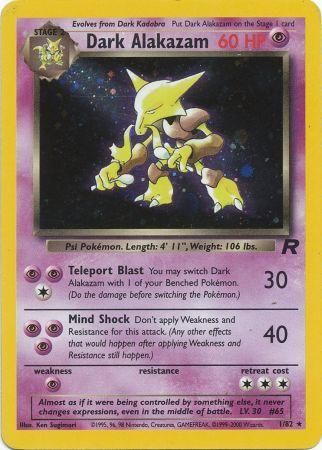 Evolves from Dark Kadabra Put Dark Alakazam on the Stage 1 card
STAGE 2
Dark Alakazam 60 HP
Psi Pokémon. Length: 4' 11", Weight: 106 lbs.
R
Teleport Blast You may switch Dark
Alakazam with 1 of your Benched Pokémon.
(Do the damage before switching the Pokémon.)
30
Mind Shock Don't apply Weakness and
Resistance for this attack. (Any other effects
that would happen after applying Weakness and
Resistance still happen.)
40
weakness resistance retreat cost
Almost as if it were being controlled by something else, it never
changes expression, even in the middle of battle. LV. 30 #65
Illus. Ken Sugimori ©1995, 96, 98 Nintendo, Creatures, GAMEFREAK. ©1999-2000 Wizards. 1/82 ★